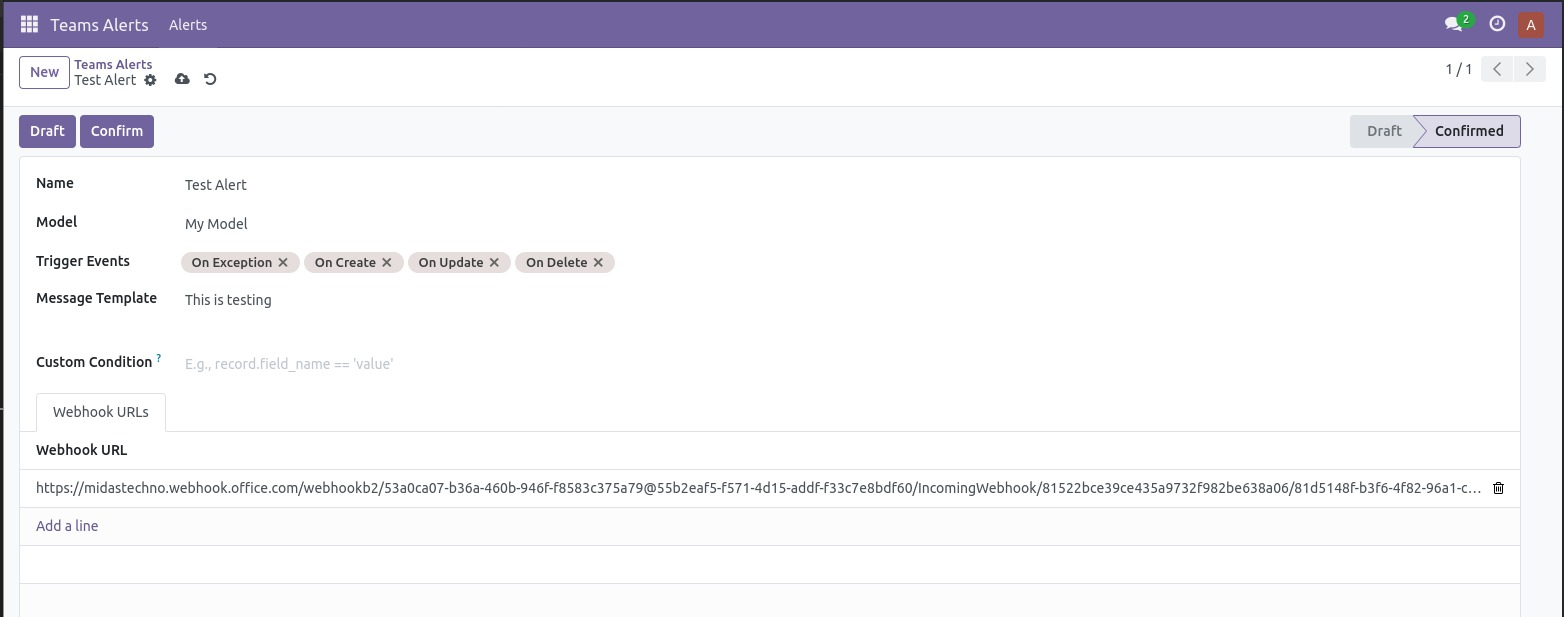 Teams Alerts Alerts 2 A
New Teams Alerts
Test Alert 1 / 1
Draft Confirm Draft Confirmed
Name Test Alert
Model My Model
Trigger Events On Exception On Create On Update On Delete
Message Template This is testing
Custom Condition ? E.g., record.field_name == 'value'
Webhook URLs
Webhook URL
https://midastechno.webhook.office.com/webhookb2/53a0ca07-b36a-460b-946f-f8583c375a79@55b2eaf5-f571-4d15-addf-f33c7e8bdf60/IncomingWebhook/81522bce39ce435a9732f982be638a06/81d5148f-b3f6-4f82-96a1-c...
Add a line